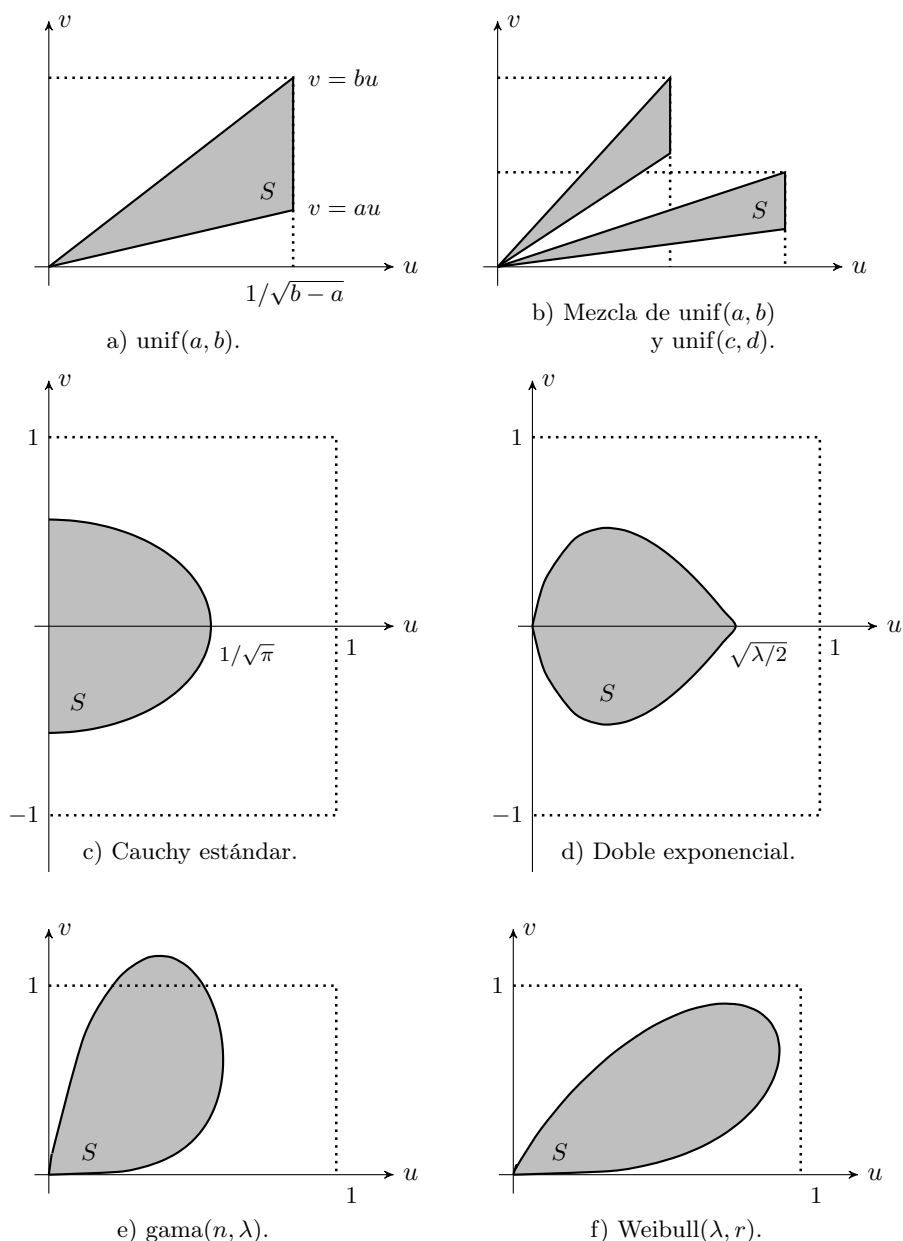 v
v
v = bu
S
v = au
S
u
u
1/√(b − a)
a) unif(a, b).
b) Mezcla de unif(a, b)
y unif(c, d).
v
v
1
1
u
u
1/√π
1
√(λ/2)
1
S
S
−1
−1
c) Cauchy estándar.
d) Doble exponencial.
v
v
1
1
S
S
u
u
1
1
e) gama(n, λ).
f) Weibull(λ, r).